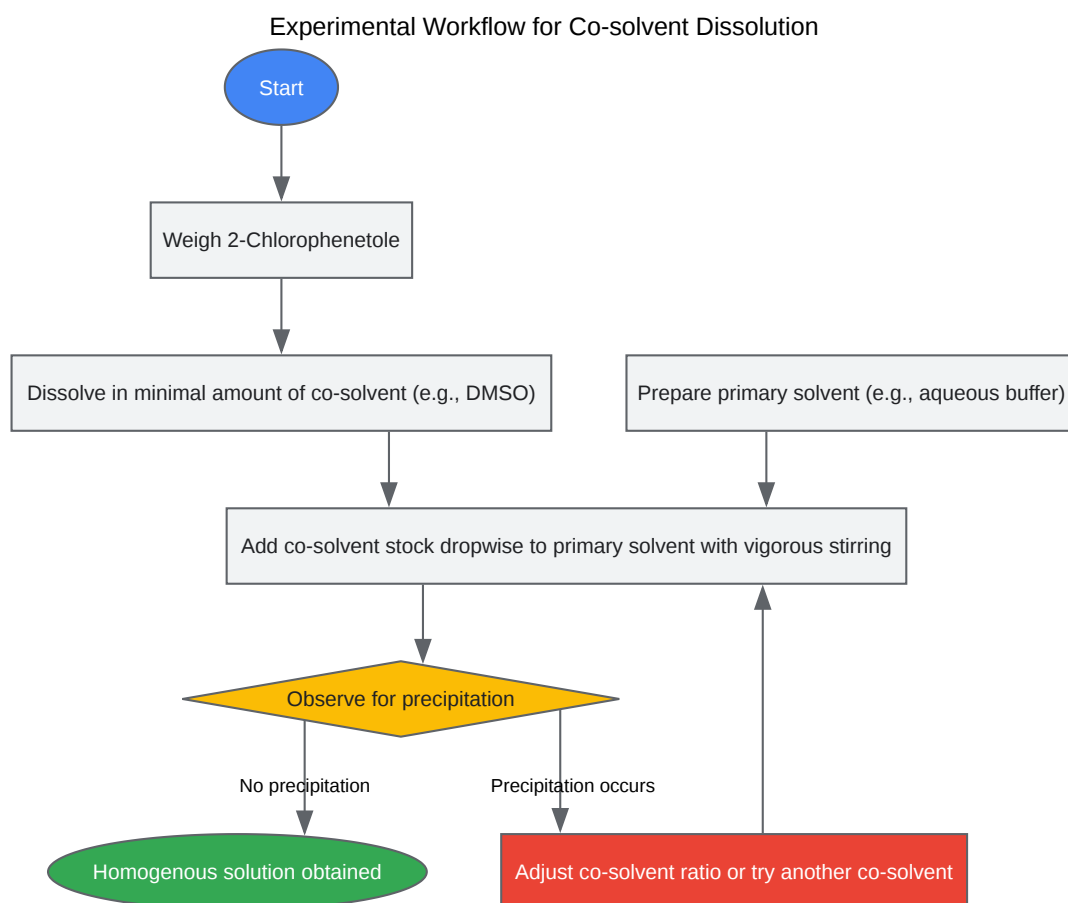 Experimental Workflow for Co-solvent Dissolution
Start
Weigh 2-Chlorophenetole
Dissolve in minimal amount of co-solvent (e.g., DMSO)
Prepare primary solvent (e.g., aqueous buffer)
Add co-solvent stock dropwise to primary solvent with vigorous stirring
Observe for precipitation
No precipitation
Precipitation occurs
Homogenous solution obtained
Adjust co-solvent ratio or try another co-solvent